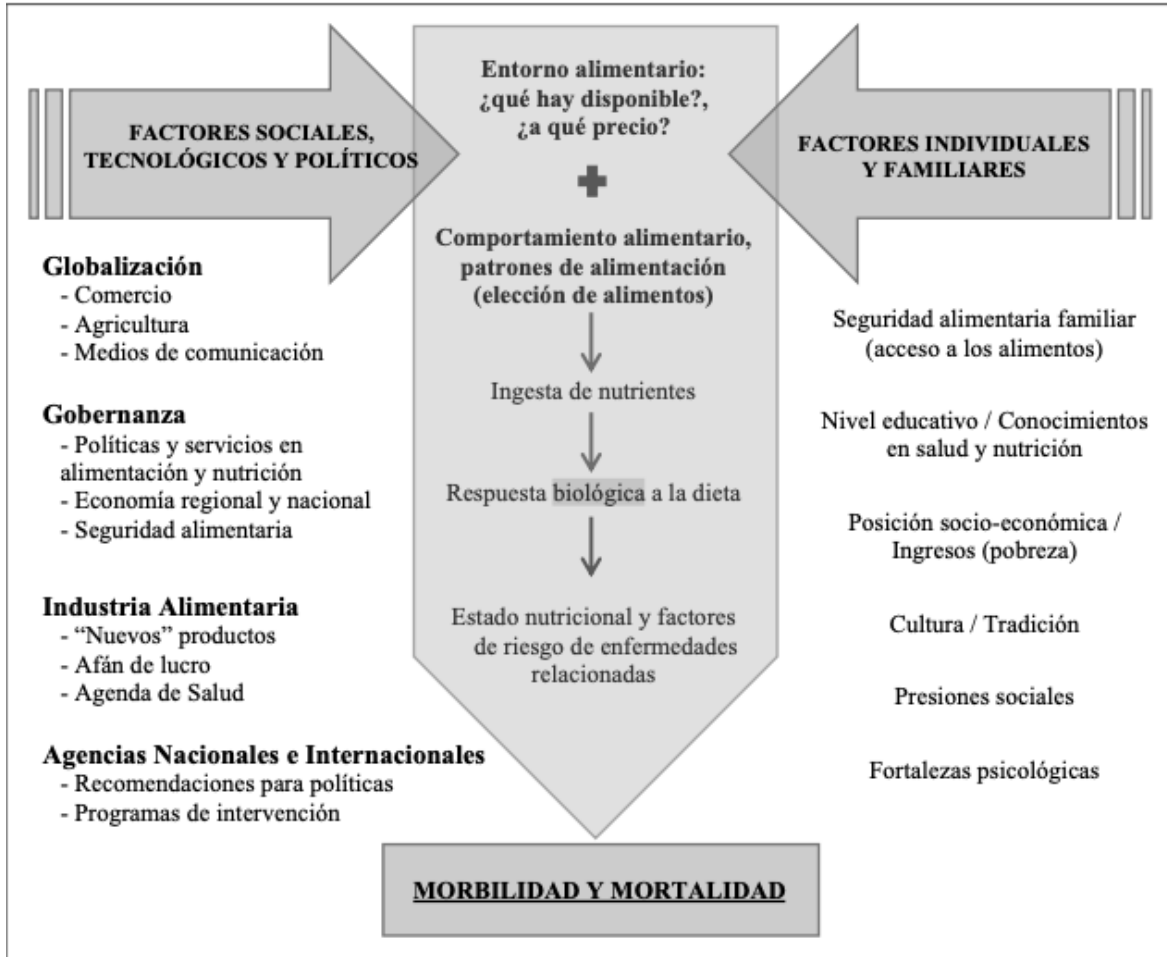 Entorno alimentario:
¿qué hay disponible?,
¿a qué precio?
FACTORES SOCIALES,
TECNOLÓGICOS Y POLÍTICOS
FACTORES INDIVIDUALES
Y FAMILIARES
Comportamiento alimentario,
patrones de alimentación
(elección de alimentos)
Ingesta de nutrientes
Respuesta biológica a la dieta
Estado nutricional y factores
de riesgo de enfermedades
relacionadas
Globalización
- Comercio
- Agricultura
- Medios de comunicación
Gobernanza
- Políticas y servicios en
alimentación y nutrición
- Economía regional y nacional
- Seguridad alimentaria
Industria Alimentaria
- “Nuevos” productos
- Afán de lucro
- Agenda de Salud
Agencias Nacionales e Internacionales
- Recomendaciones para políticas
- Programas de intervención
Seguridad alimentaria familiar
(acceso a los alimentos)
Nivel educativo / Conocimientos
en salud y nutrición
Posición socio-económica /
Ingresos (pobreza)
Cultura / Tradición
Presiones sociales
Fortalezas psicológicas
MORBILIDAD Y MORTALIDAD